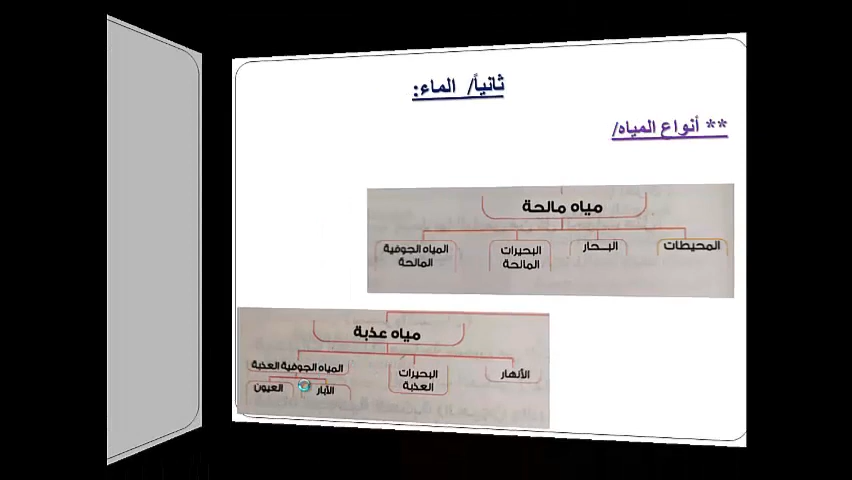 ثانياً/ الماء:
** أنواع المياه/
مياه مالحة
المحيطات
البـحار
البحيرات
المالحة
المياه الجوفية
المالحة
مياه عذبة
الأنهار
البحيرات
العذبة
المياه الجوفية العذبة
الآبار
العيون